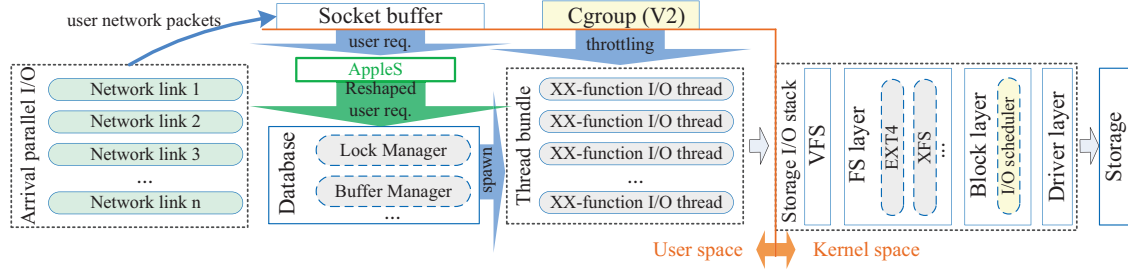 user network packets
Socket buffer
Cgroup (V2)
user req.
throttling
Arrival parallel I/O
Network link 1
Network link 2
Network link 3
...
Network link n
AppleS
Reshaped
user req.
Database
Lock Manager
Buffer Manager
...
spawn
Thread bundle
XX-function I/O thread
XX-function I/O thread
XX-function I/O thread
...
XX-function I/O thread
Storage I/O stack
VFS
FS layer
EXT4
XFS
...
Block layer
I/O scheduler
Driver layer
Storage
User space
Kernel space